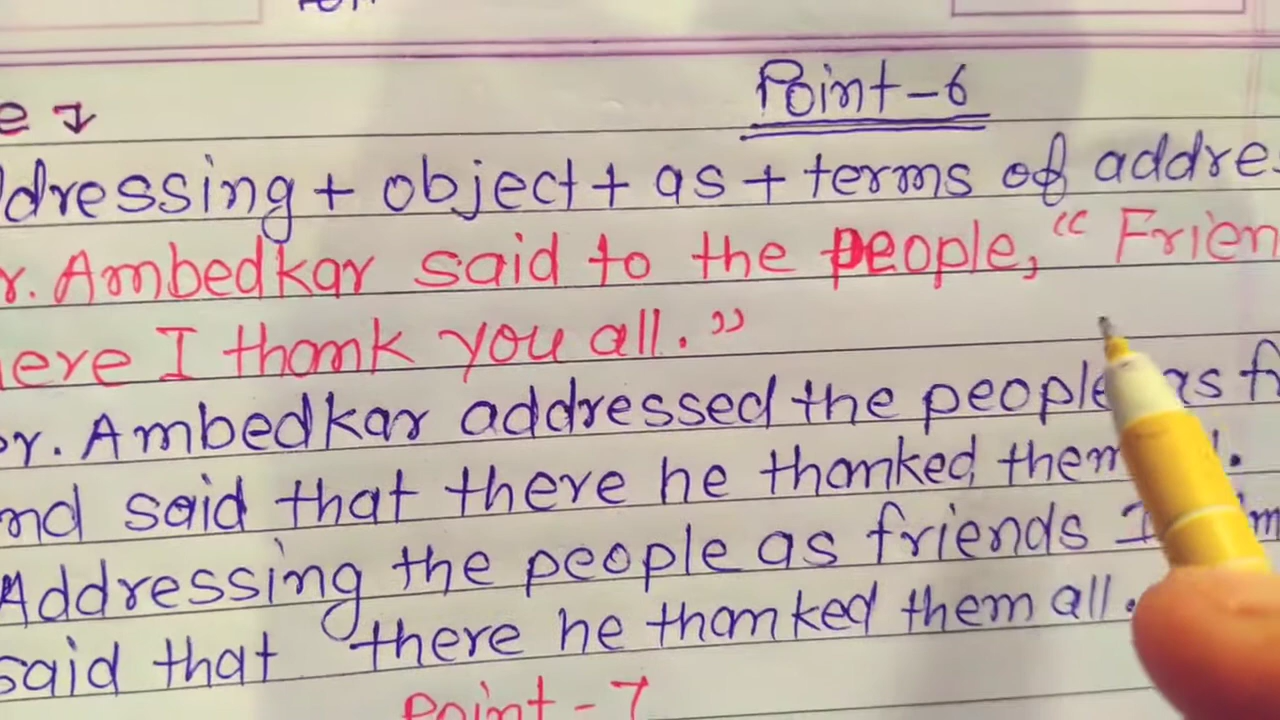 Point-6
e
dressing + object + as + terms of addre
r. Ambedkar said to the people, “ Frien
ere I thank you all.”
r. Ambedkar addressed the people as f
nd said that there he thanked them
Addressing the people as friends
said that there he thanked them all.
Point - 7